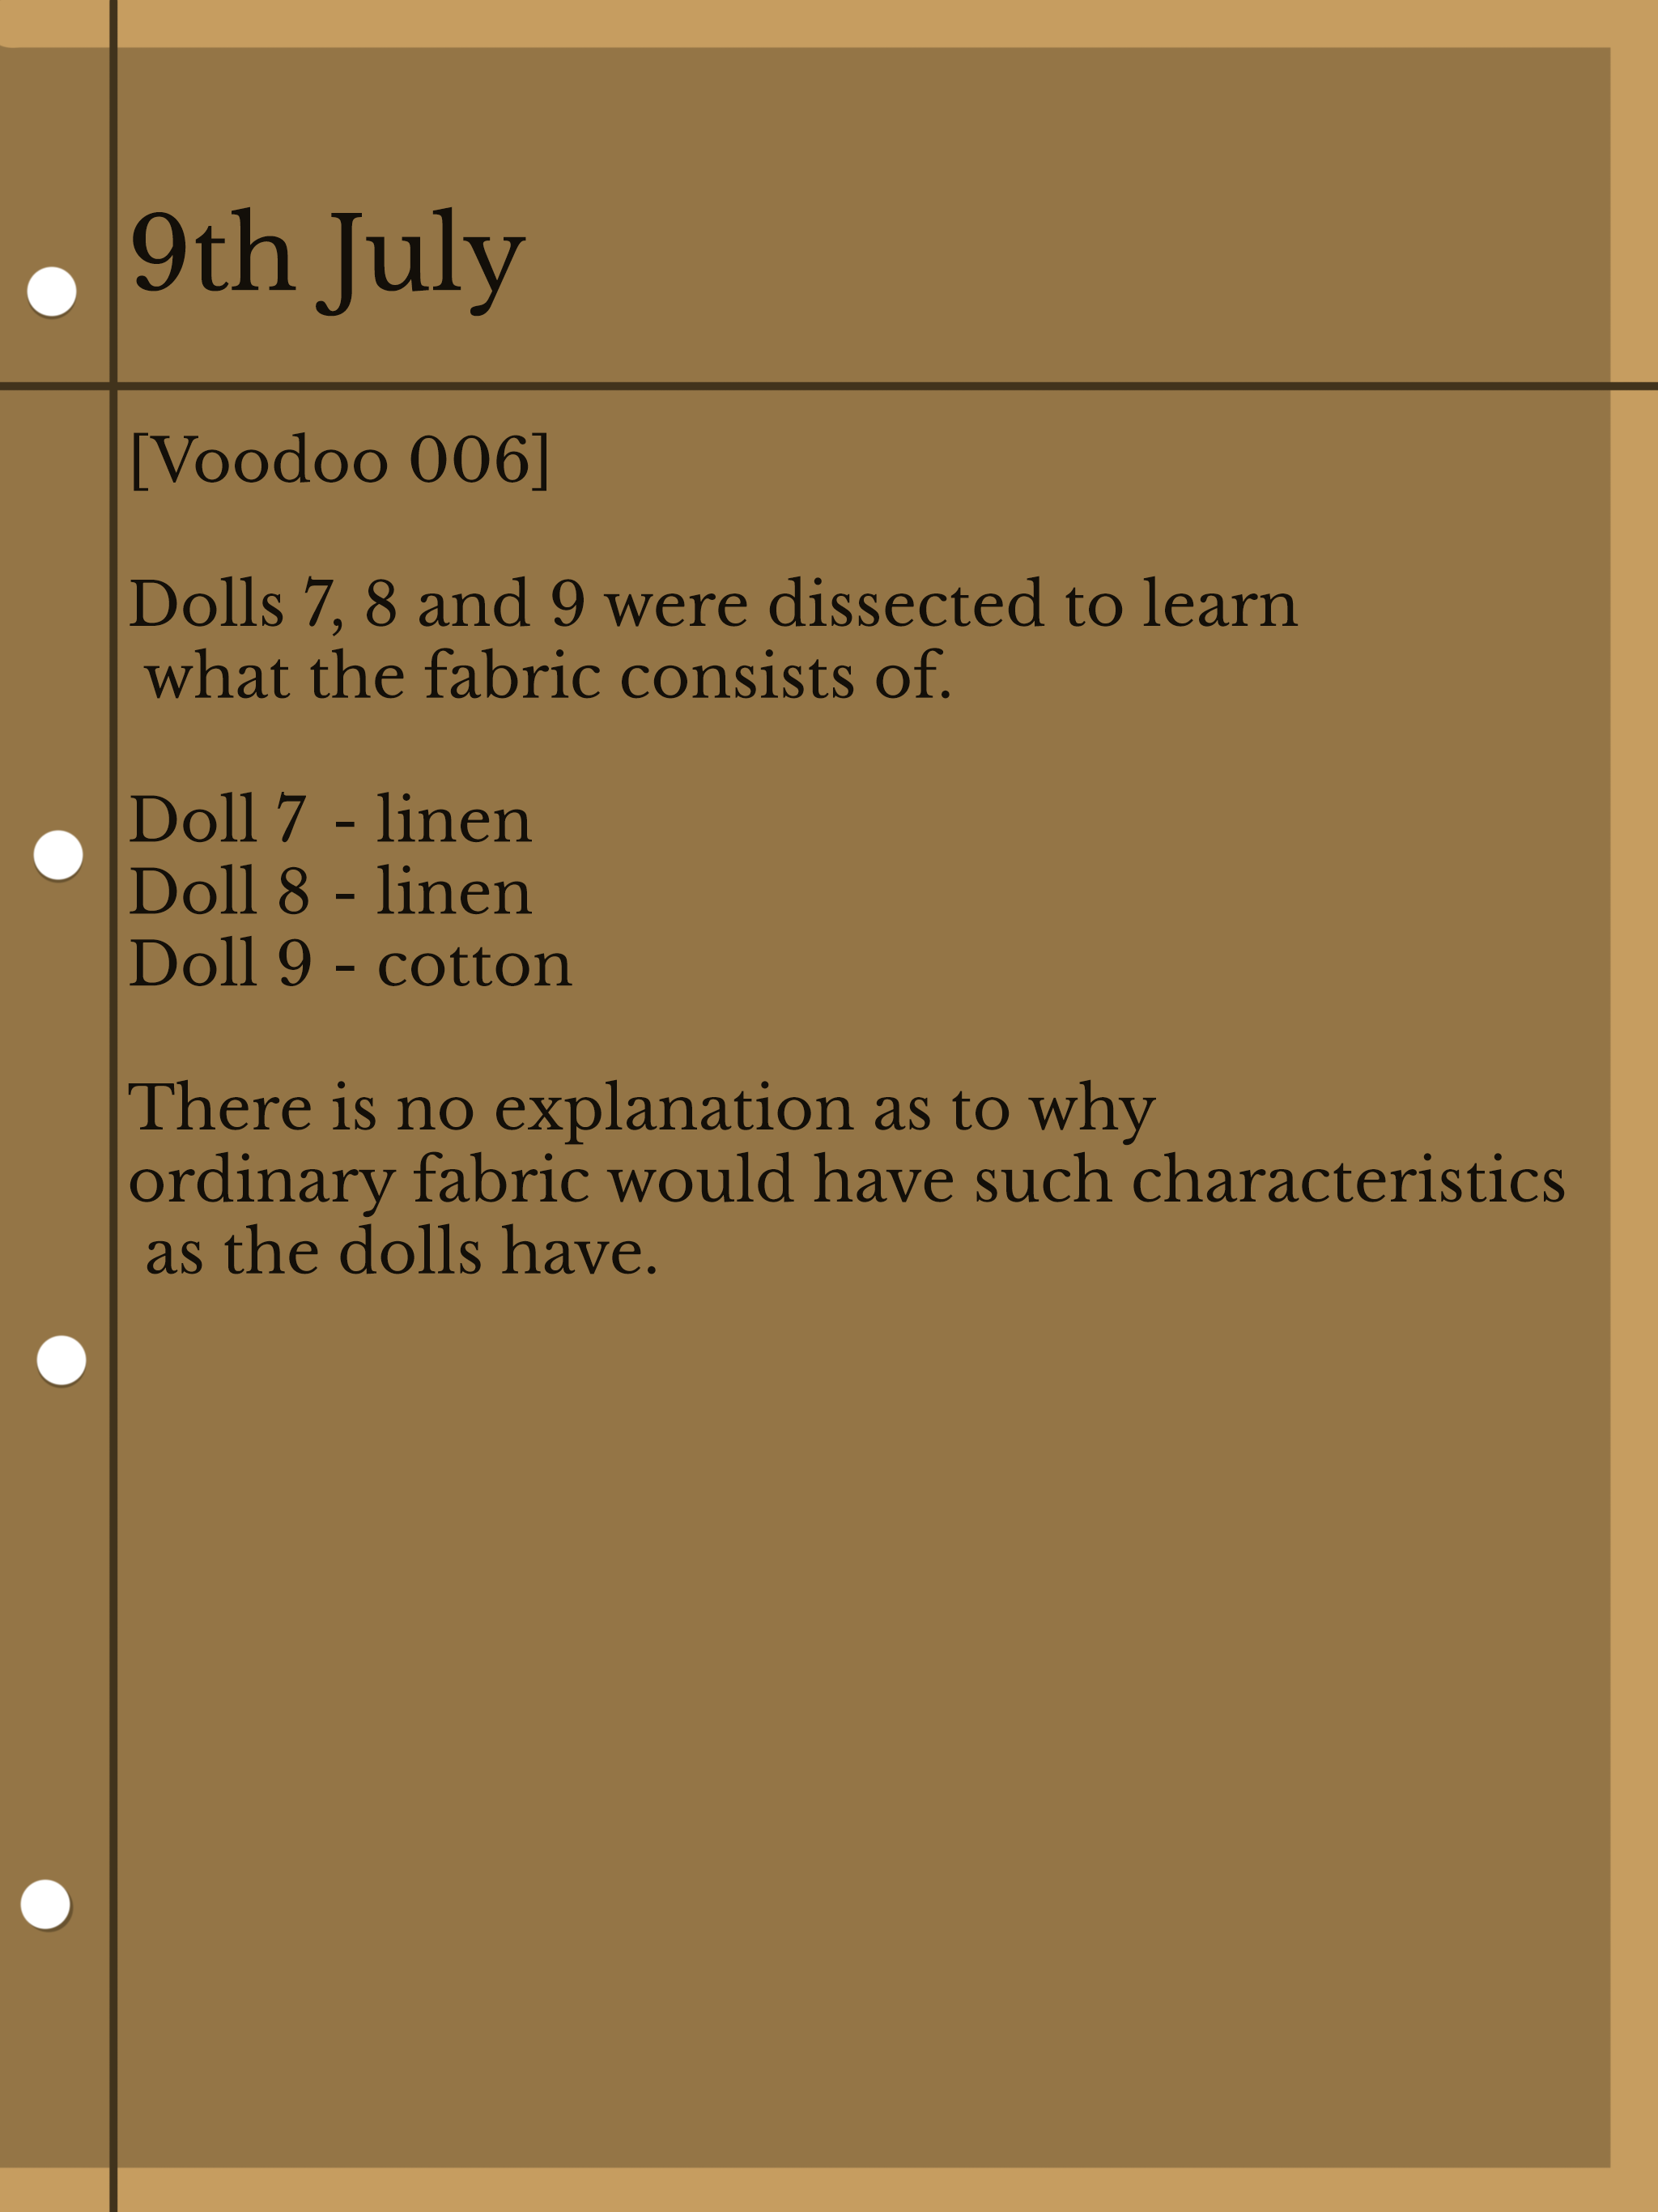 9th July
[Voodoo 006]
Dolls 7, 8 and 9 were dissected to learn
what the fabric consists of.
Doll 7 - linen
Doll 8 - linen
Doll 9 - cotton
There is no explanation as to why
ordinary fabric would have such characteristics
as the dolls have.